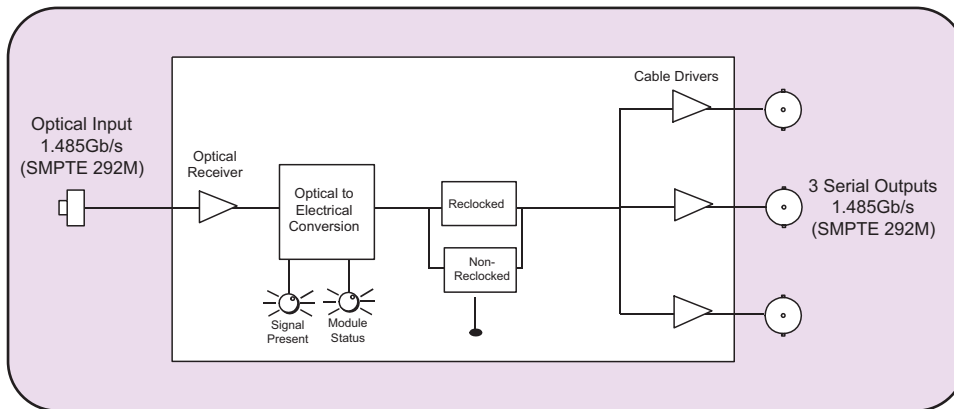 Optical Input
1.485Gb/s
(SMPTE 292M)
Optical
Receiver
Optical to
Electrical
Conversion
Signal
Present
Module
Status
Reclocked
Non-
Reclocked
Cable Drivers
3 Serial Outputs
1.485Gb/s
(SMPTE 292M)